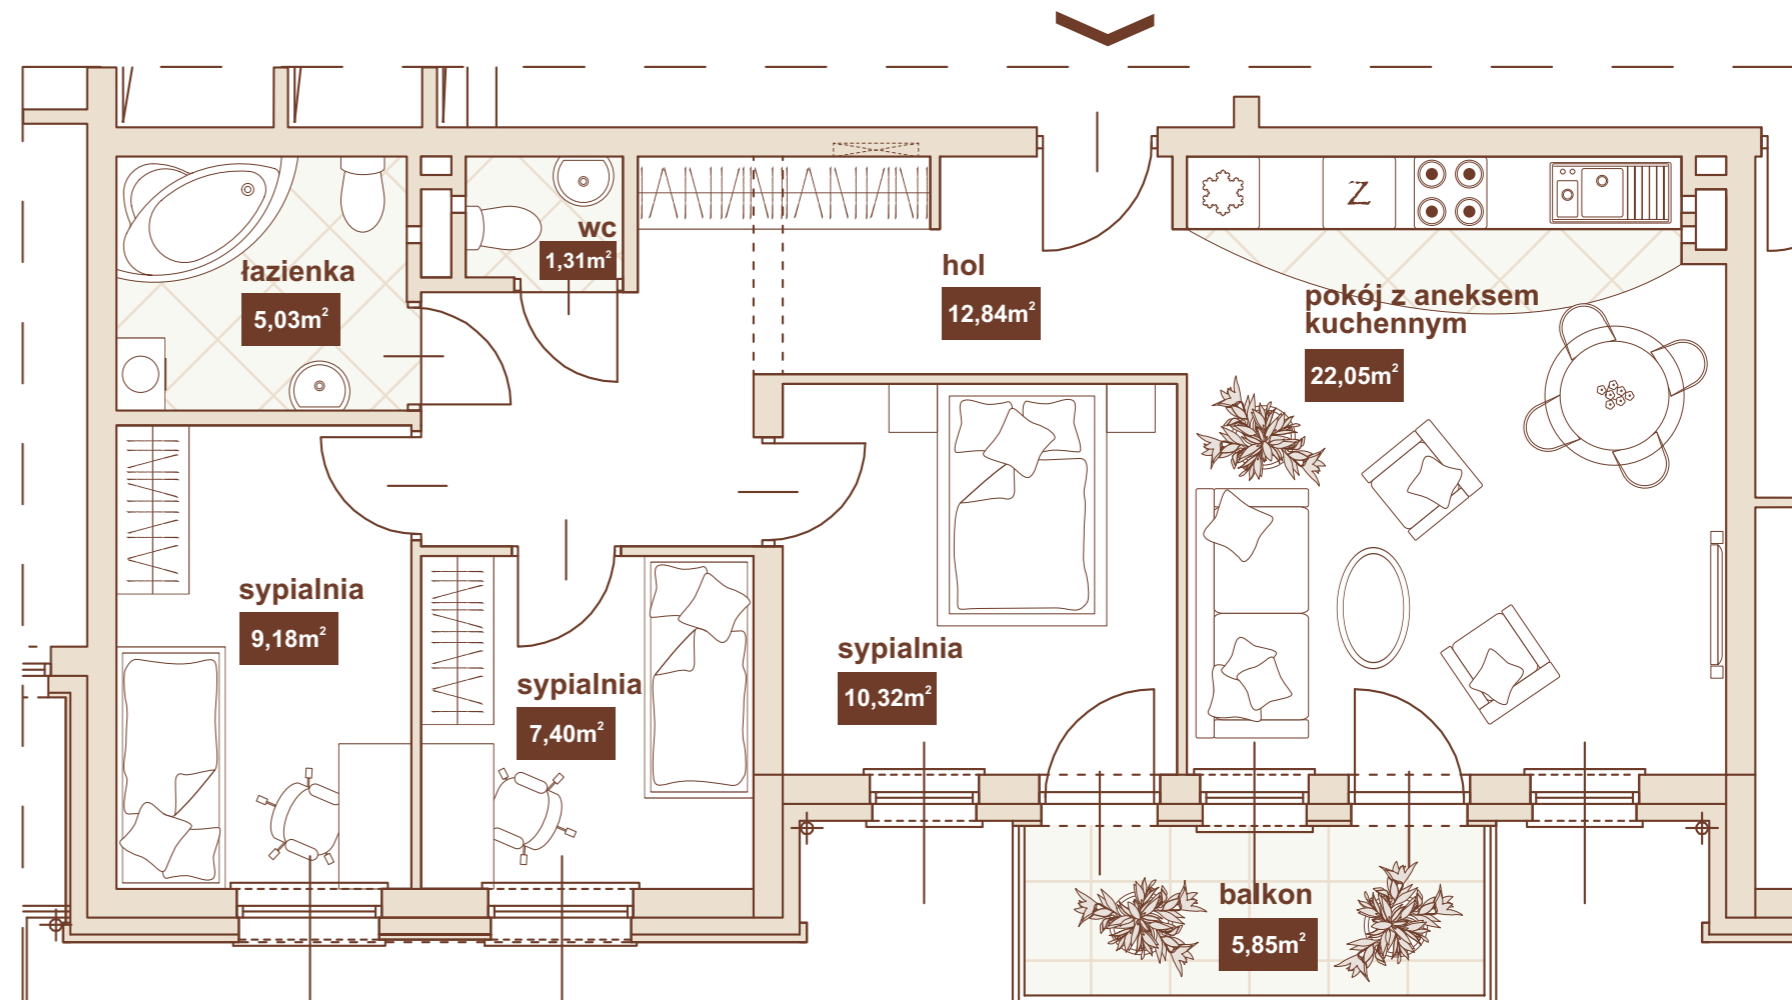 wc
1,31m²
łazienka
5,03m²
hol
12,84m²
Z
pokój z aneksem
kuchennym
22,05m²
sypialnia
9,18m²
sypialnia
7,40m²
sypialnia
10,32m²
balkon
5,85m²